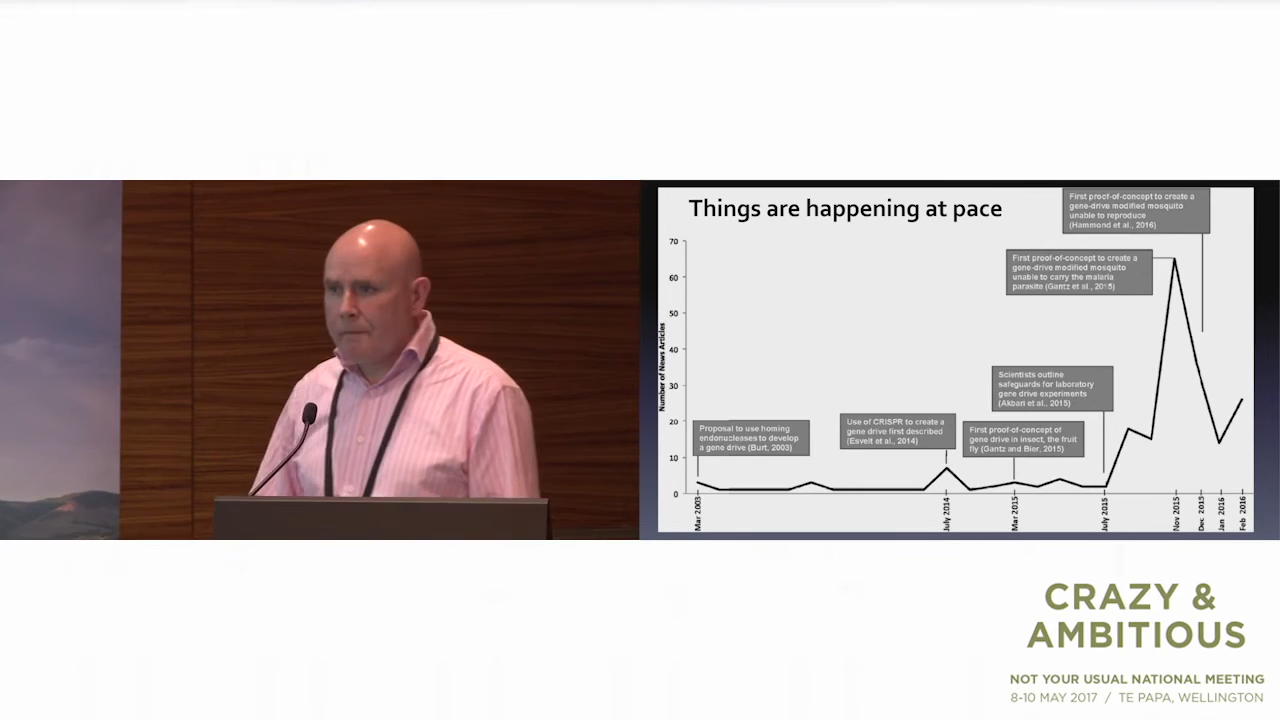 Things are happening at pace
First proof-of-concept to create a
gene-drive modified mosquito
unable to reproduce
(Hammond et al., 2016)
First proof-of-concept to create a
gene-drive modified mosquito
unable to carry the malaria
parasite (Gantz et al., 2015)
Scientists outline
safeguards for laboratory
gene drive experiments
(Akbari et al., 2015)
Proposal to use homing
endonucleases to develop
a gene drive (Burt, 2003)
Use of CRISPR to create a
gene drive first described
(Esvelt et al., 2014)
First proof-of-concept of
gene drive in insect, the fruit
fly (Gantz and Bier, 2015)
Number of News Articles
70
60
50
40
30
20
10
0
Mar 2003
July 2014
Mar 2015
July 2015
Nov 2015
Dec 2015
Jan 2016
Feb 2016
CRAZY &
AMBITIOUS
NOT YOUR USUAL NATIONAL MEETING
8-10 MAY 2017 / TE PAPA, WELLINGTON